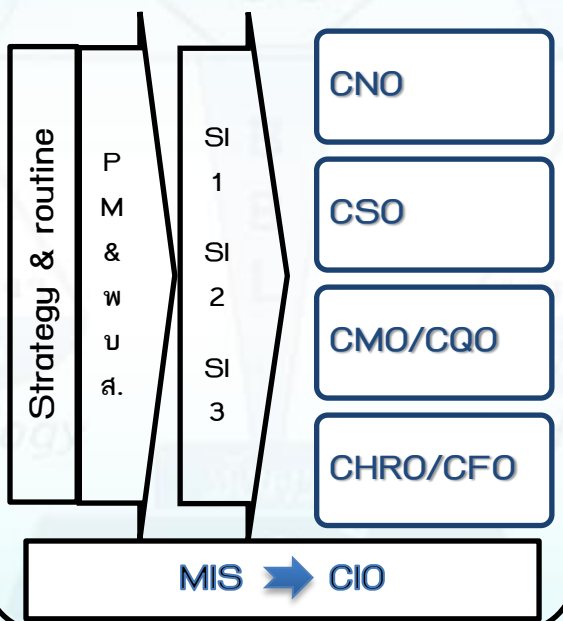 Strategy & routine
P
M
&
พ
บ
ส.
SI
1
SI
2
SI
3
CNO
CSO
CMO/CQO
CHRO/CFO
MIS CIO